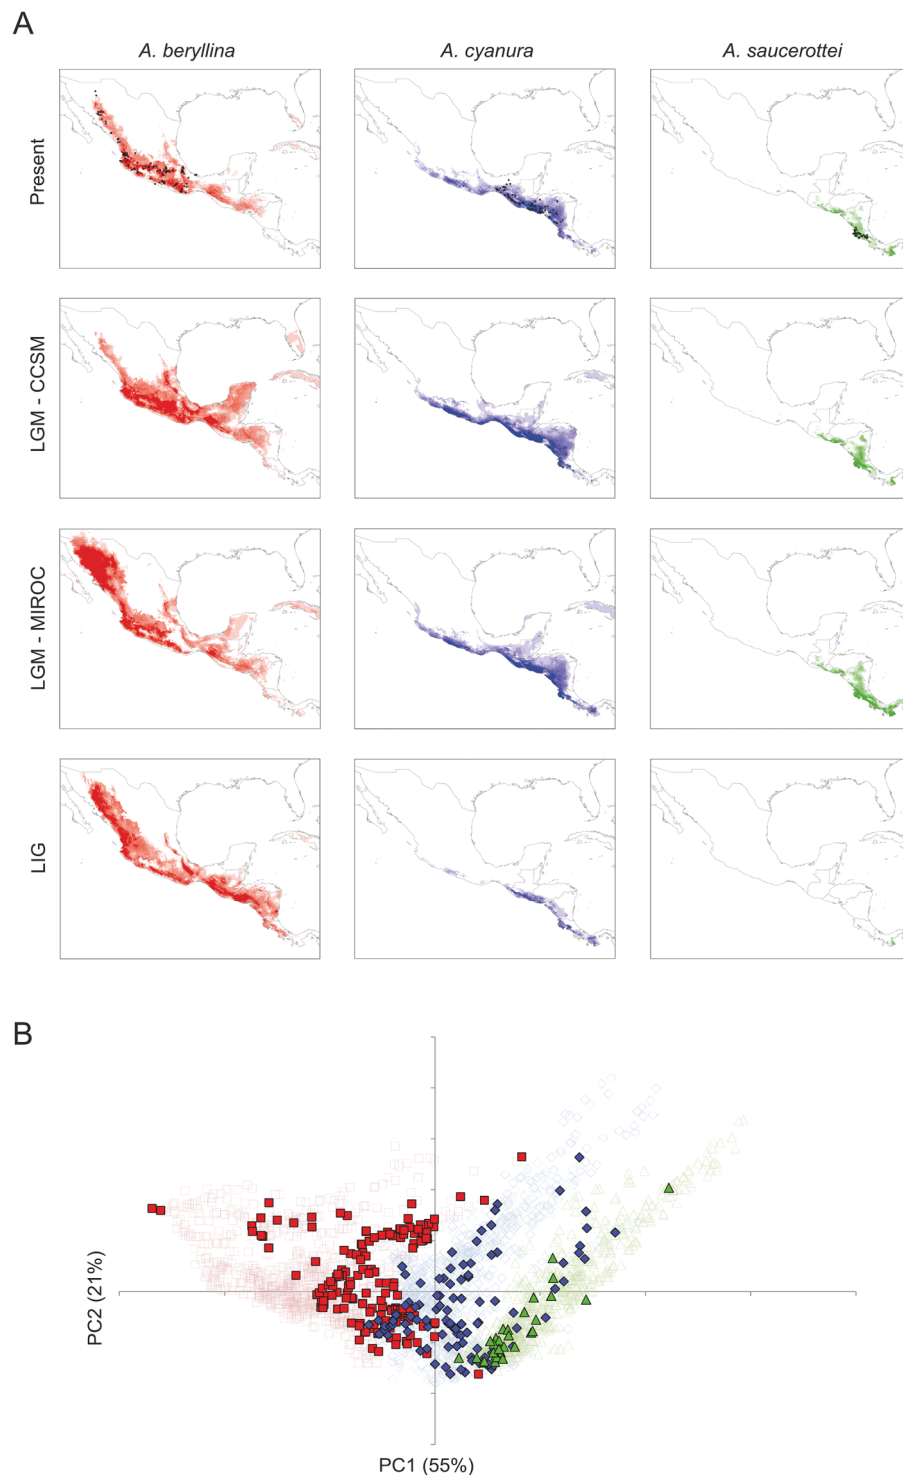 A
A. beryllina
A. cyanura
A. saucerottei
Present
LGM - CCSM
LGM - MIROC
LIG
B
PC2 (21%)
PC1 (55%)